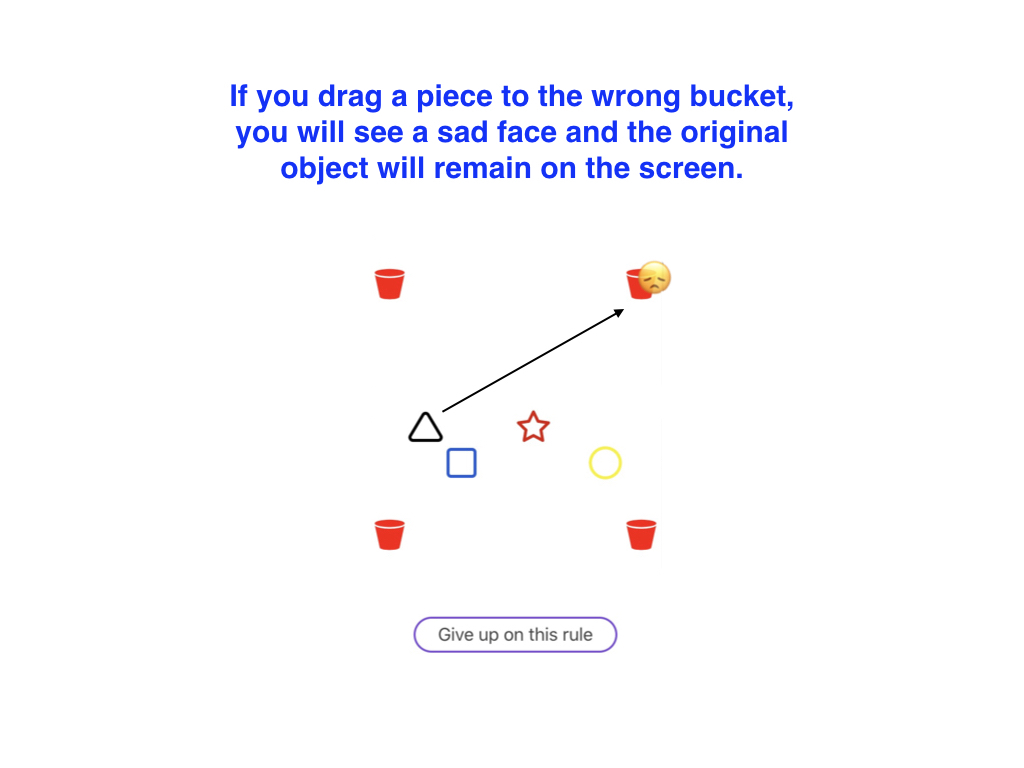 If you drag a piece to the wrong bucket,
you will see a sad face and the original
object will remain on the screen.
Give up on this rule